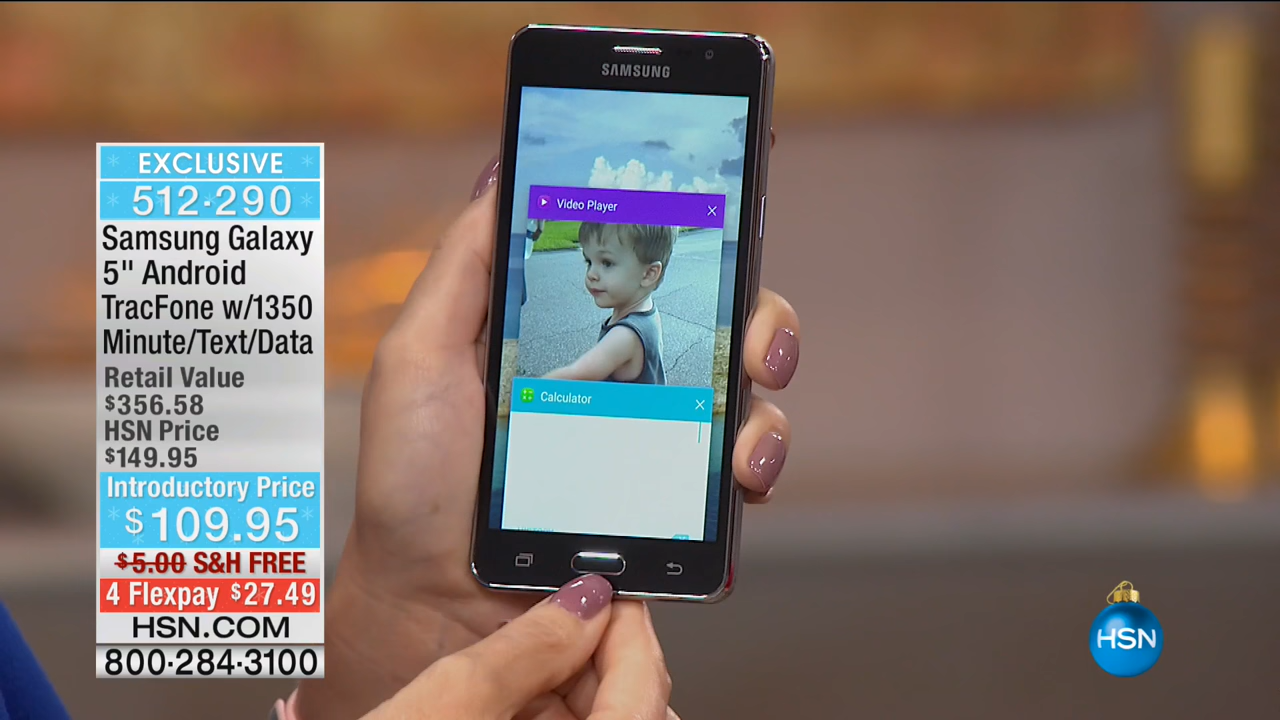 EXCLUSIVE
512-290
Samsung Galaxy
5" Android
TracFone w/1350
Minute/Text/Data
Retail Value
$356.58
HSN Price
$149.95
Introductory Price
$109.95
$5.00 S&H FREE
4 Flexpay $27.49
HSN.COM
800-284-3100
SAMSUNG
Video Player
Calculator
HSN